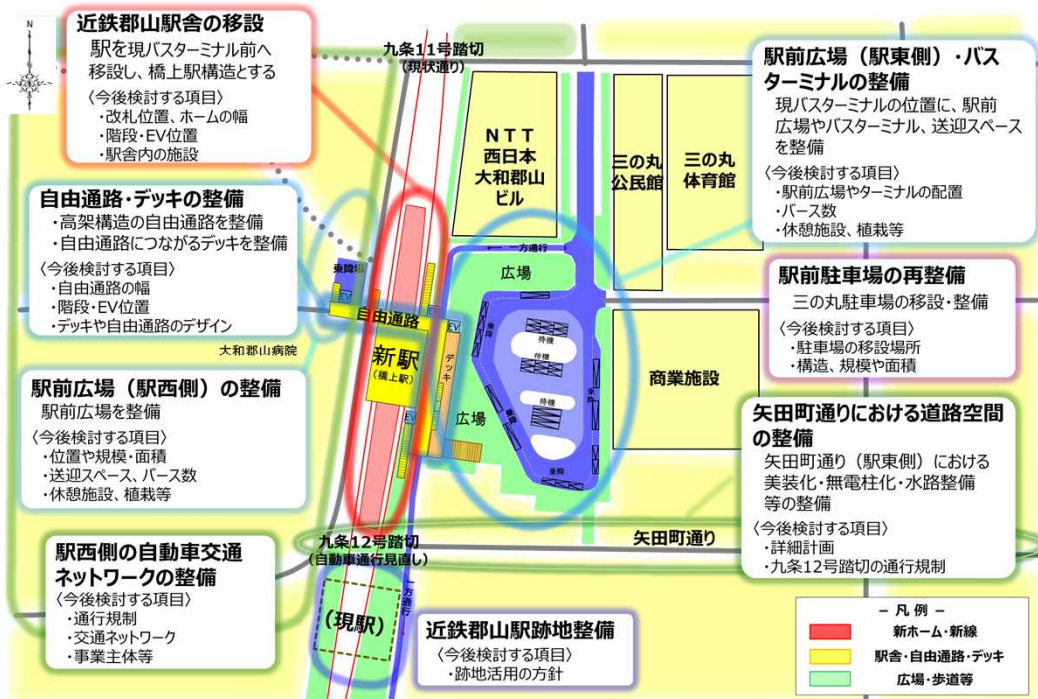 N
近鉄郡山駅舎の移設
駅を現バスターミナル前へ
移設し、橋上駅構造とする
〈今後検討する項目〉
・改札位置、ホームの幅
・階段・EV位置
・駅舎内の施設
自由通路・デッキの整備
・高架構造の自由通路を整備
・自由通路につながるデッキを整備
〈今後検討する項目〉
・自由通路の幅
・階段・EV位置
・デッキや自由通路のデザイン
大和郡山病院
駅前広場（駅西側）の整備
駅前広場を整備
〈今後検討する項目〉
・位置や規模・面積
・送迎スペース、バース数
・休憩施設、植栽等
駅西側の自動車交通
ネットワークの整備
〈今後検討する項目〉
・通行規制
・交通ネットワーク
・事業主体等
九条11号踏切
（現状通り）
NTT
西日本
大和郡山
ビル
三の丸
公民館
三の丸
体育館
一方通行
広場
乗降場
EV
自由通路
EV
EV
新駅
（橋上駅）
デッキ
EV
広場
乗降
待機
待機
待機
乗降
乗降
乗降
商業施設
九条12号踏切
（自動車通行見直し）
矢田町通り
一方通行
（現駅）
近鉄郡山駅跡地整備
〈今後検討する項目〉
・跡地活用の方針
駅前広場（駅東側）・バス
ターミナルの整備
現バスターミナルの位置に、駅前
広場やバスターミナル、送迎スペース
を整備
〈今後検討する項目〉
・駅前広場やターミナルの配置
・バース数
・休憩施設、植栽等
駅前駐車場の再整備
三の丸駐車場の移設・整備
〈今後検討する項目〉
・駐車場の移設場所
・構造、規模や面積
矢田町通りにおける道路空間
の整備
矢田町通り（駅東側）における
美装化・無電柱化・水路整備
等の整備
〈今後検討する項目〉
・詳細計画
・九条12号踏切の通行規制
－ 凡 例 －
新ホーム・新線
駅舎・自由通路・デッキ
広場・歩道等